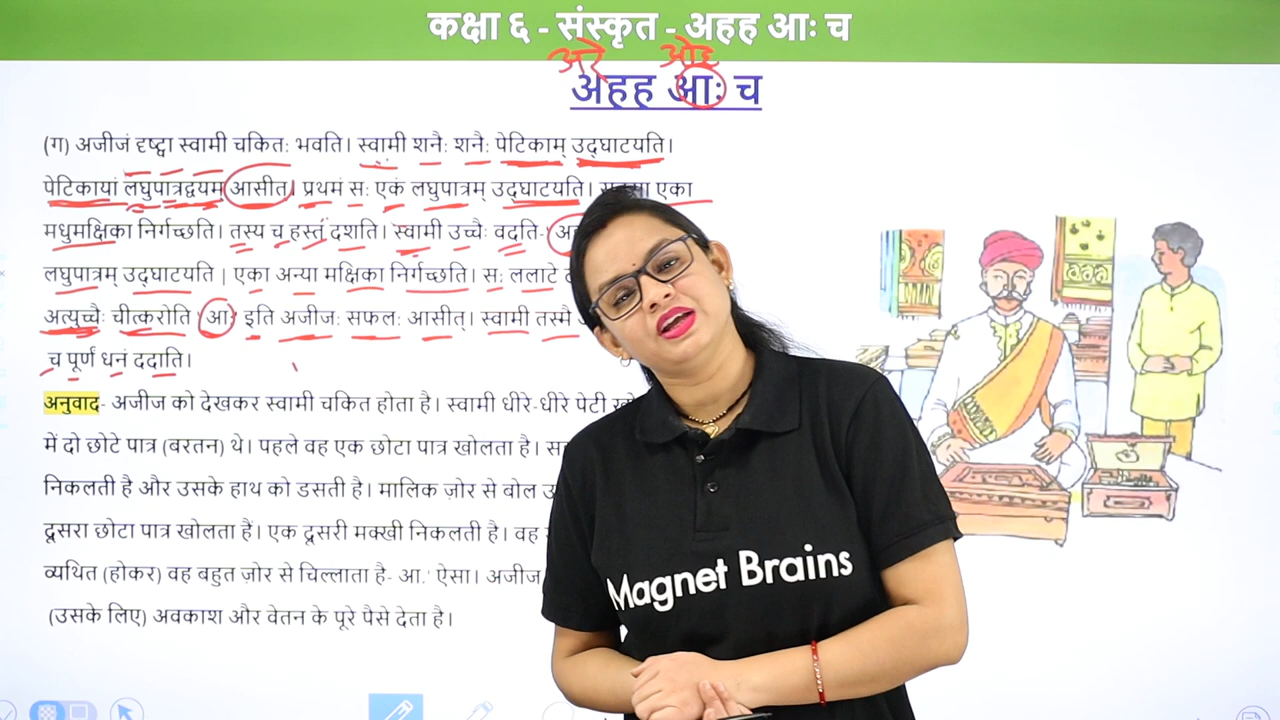 कक्षा ६ - संस्कृत - अहह आः च
अरे ओह
अहह आः च
(ग) अजीजं दृष्ट्वा स्वामी चकित: भवति। स्वामी शनै: शनै: पेटिकाम् उद्घाटयति।
पेटिकायां लघुपात्रद्वयम् आसीत्। प्रथमं स: एकं लघुपात्रम् उद्घाटयति। एका
मधुमक्षिका निर्गच्छति। तस्य च हस्तं दशति। स्वामी उच्चैः वदति-
लघुपात्रम् उद्घाटयति | एका अन्या मक्षिका निर्गच्छति। स: ललाटे
अत्युच्चैः चीत्करोति 'आः' इति अजीज: सफल: आसीत्। स्वामी तस्मै
च पूर्ण धनं ददाति।
अनुवाद- अजीज को देखकर स्वामी चकित होता है। स्वामी धीरे-धीरे पेटी
में दो छोटे पात्र (बरतन) थे। पहले वह एक छोटा पात्र खोलता है।
निकलती है और उसके हाथ को डसती है। मालिक ज़ोर से बोल
दूसरा छोटा पात्र खोलता है। एक दूसरी मक्खी निकलती है। वह
व्यथित (होकर) वह बहुत ज़ोर से चिल्लाता है- आ.' ऐसा। अजीज
(उसके लिए) अवकाश और वेतन के पूरे पैसे देता है।
Magnet Brains